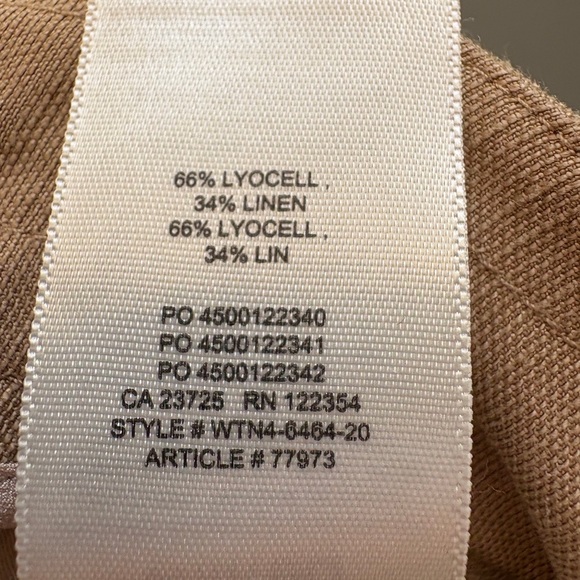 66% LYOCELL ,
34% LINEN
66% LYOCELL ,
34% LIN
PO 4500122340
PO 4500122341
PO 4500122342
CA 23725 RN 122354
STYLE # WTN4-6464-20
ARTICLE # 77973